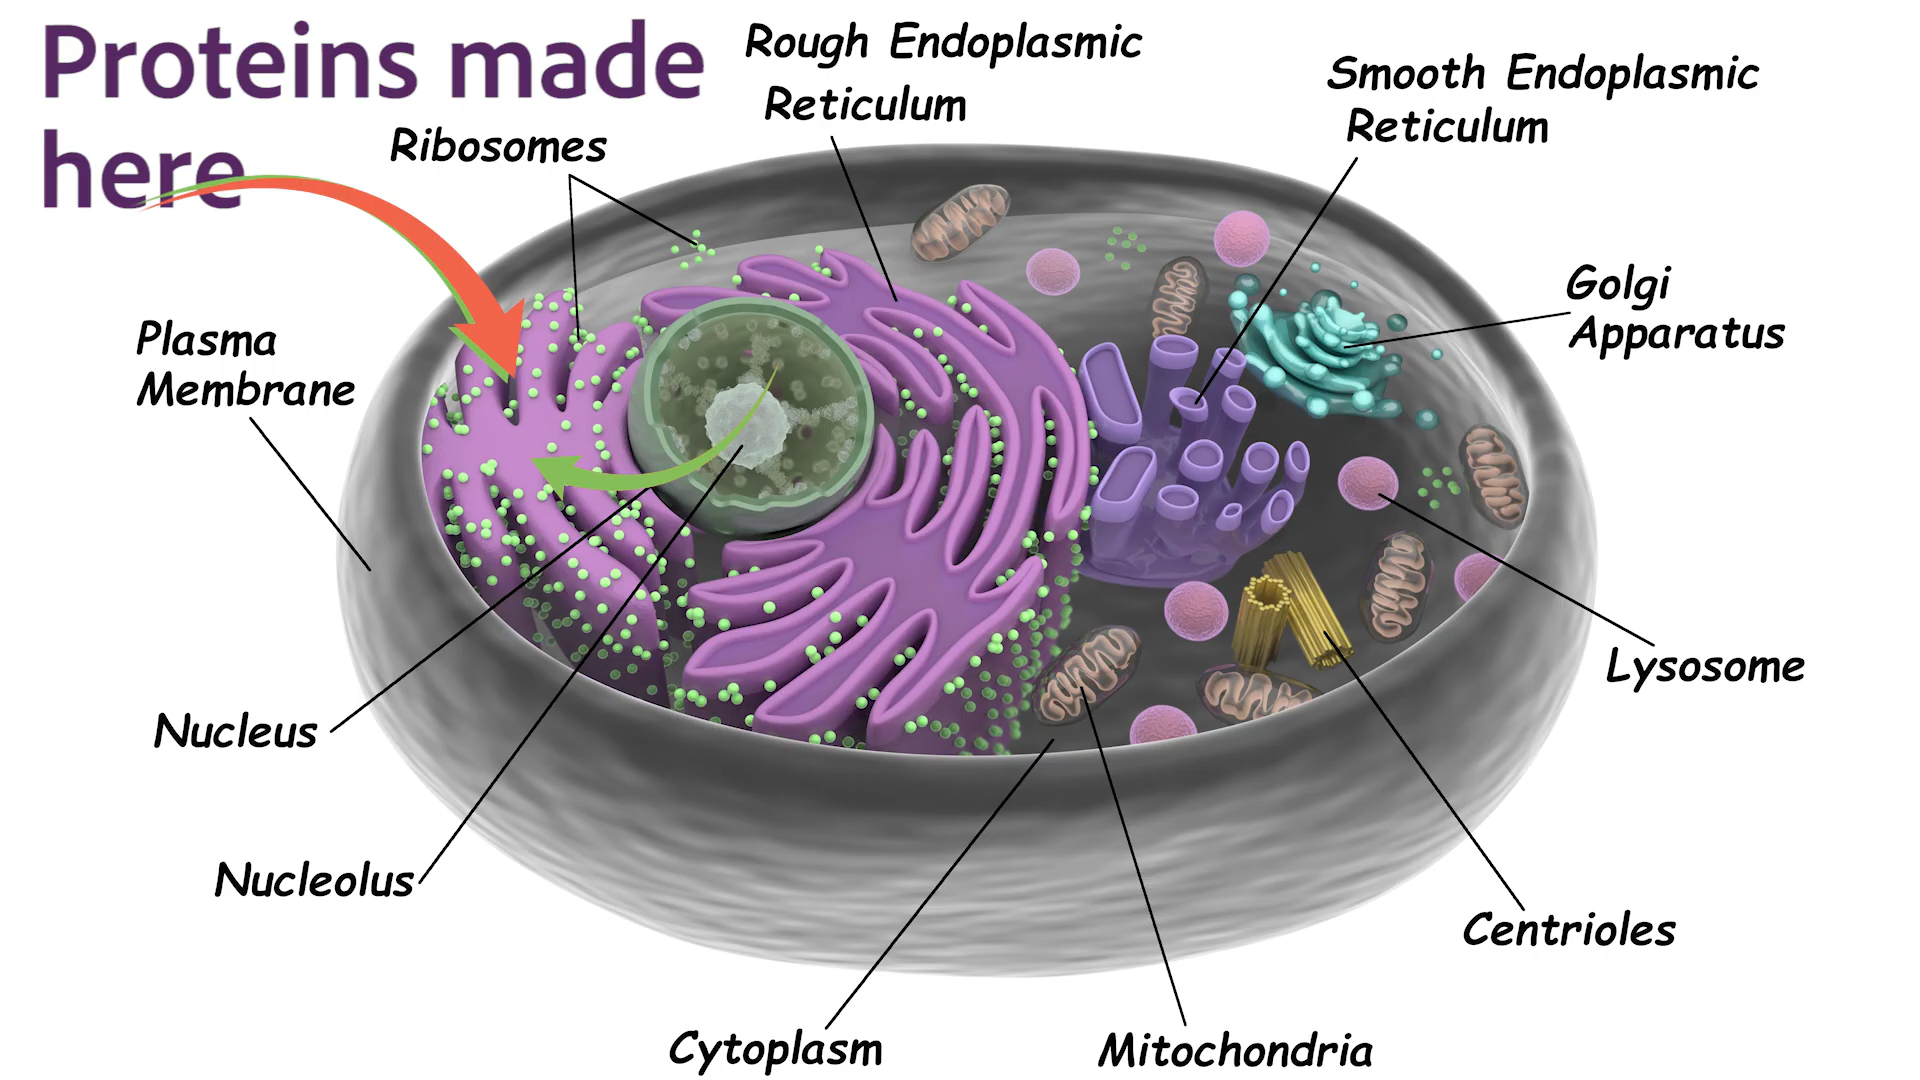 Proteins made
here
Rough Endoplasmic
Reticulum
Smooth Endoplasmic
Reticulum
Ribosomes
Golgi
Apparatus
Plasma
Membrane
Lysosome
Nucleus
Nucleolus
Centrioles
Cytoplasm
Mitochondria